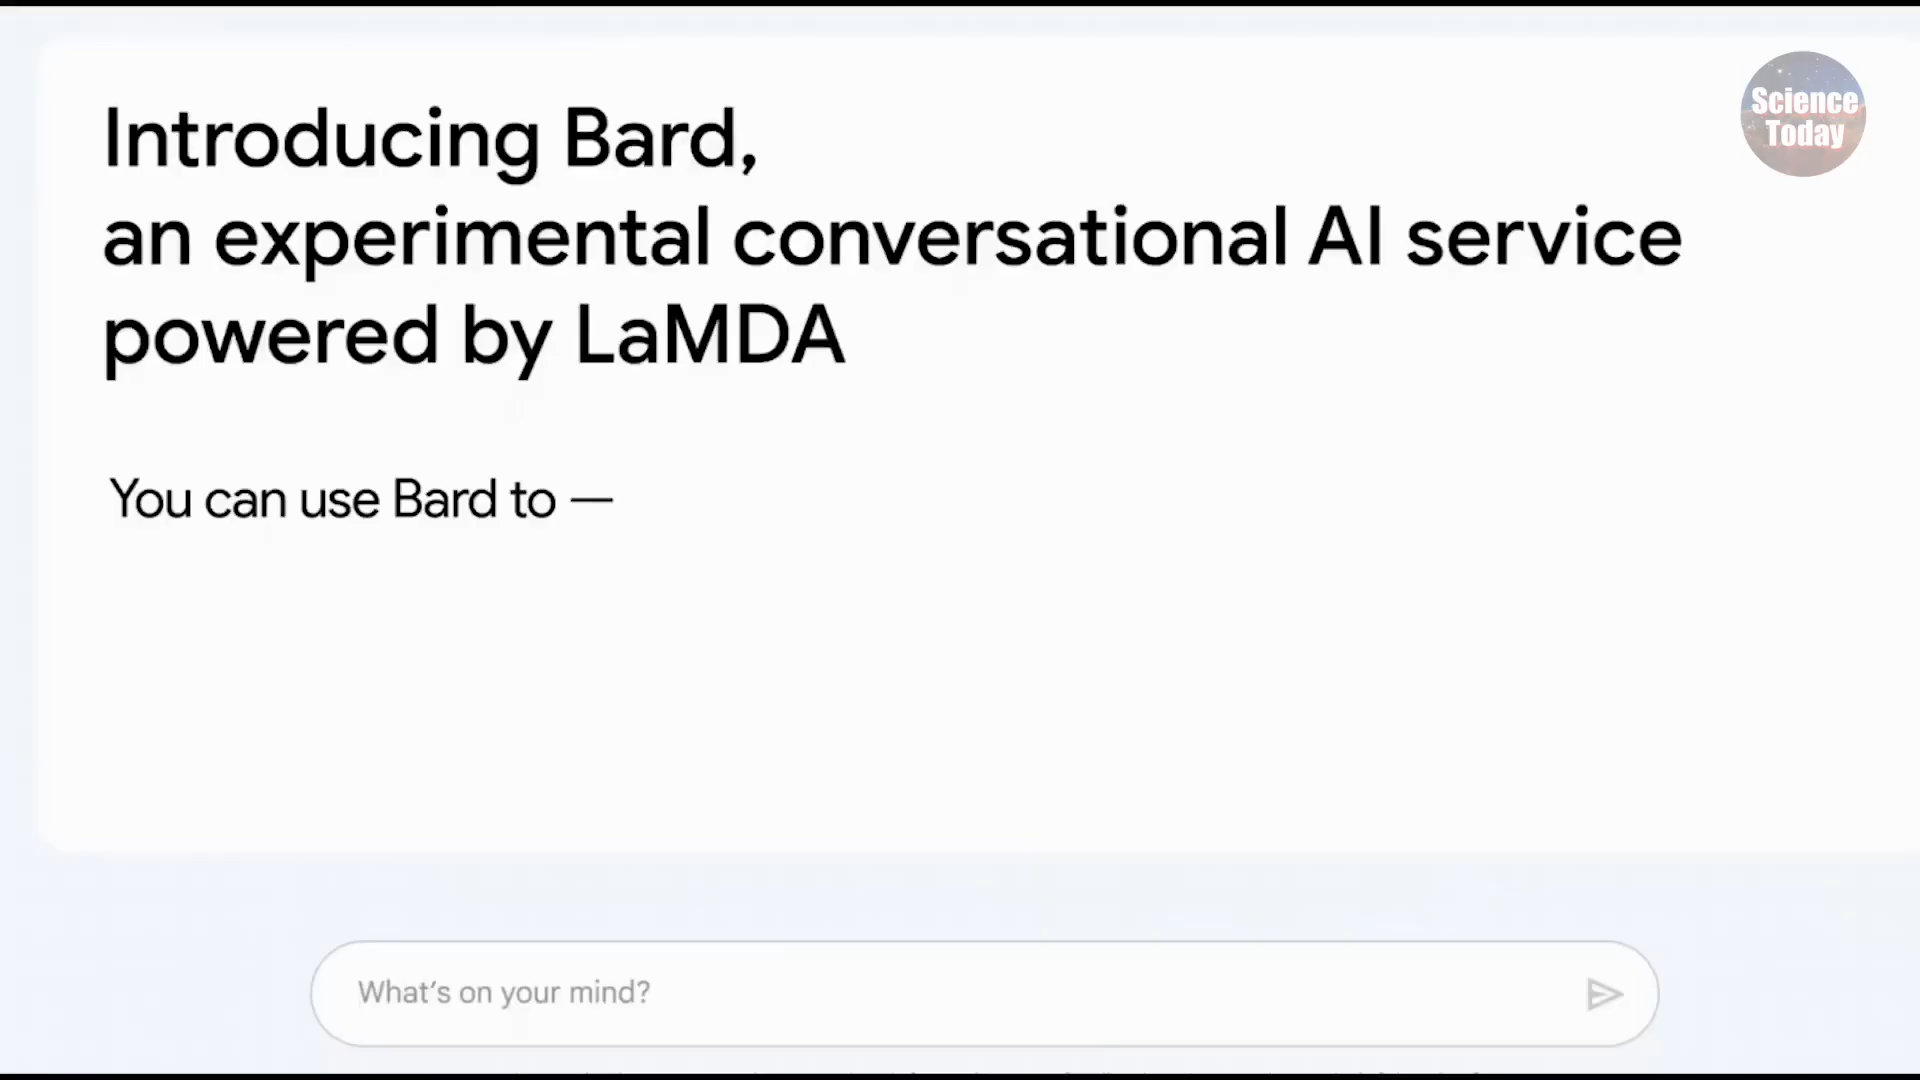 Introducing Bard,
an experimental conversational AI service
powered by LaMDA
Science
Today
You can use Bard to —
What's on your mind?